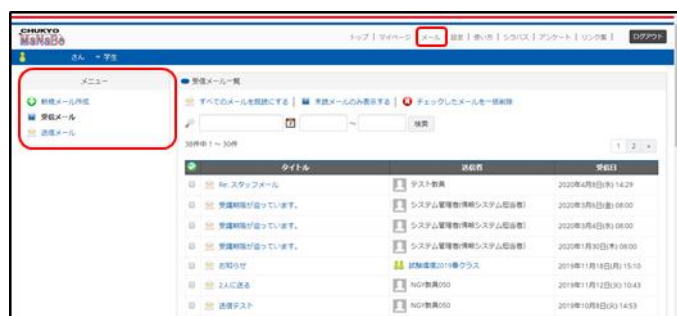 CHUKYO
MaNaBo
トップ | マイページ | メール | 設定 | 使い方 | シラバス | アンケート | リンク集 | ログアウト
さん - 学生
メニュー
新規メール作成
受信メール
送信メール
受信メール一覧
すべてのメールを既読にする | 未読メールのみ表示する | チェックしたメールを一括削除
~ 検索
30件中 1 ~ 30件
1 2 »
タイトル 送信者 受信日
Re: スタッフメール テスト教員 2020年4月8日(水) 14:29
受講期限が迫っています。 システム管理者(情報システム担当者) 2020年3月6日(金) 08:00
受講期限が迫っています。 システム管理者(情報システム担当者) 2020年3月4日(水) 08:00
受講期限が迫っています。 システム管理者(情報システム担当者) 2020年1月30日(木) 08:00
お知らせ 試験環境2019春クラス 2019年11月18日(月) 15:10
2人に送る NGY教員050 2019年11月12日(火) 10:43
送信テスト NGY教員050 2019年10月8日(火) 14:53